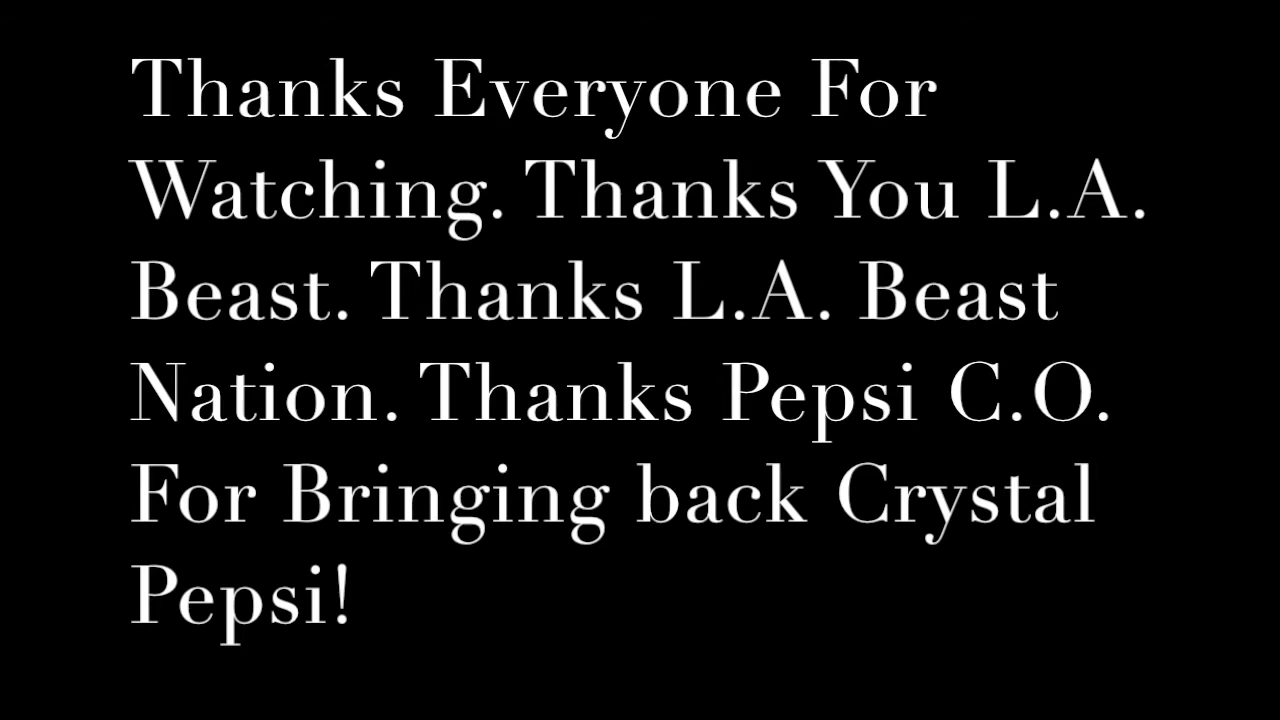 Thanks Everyone For
Watching. Thanks You L.A.
Beast. Thanks L.A. Beast
Nation. Thanks Pepsi C.O.
For Bringing back Crystal
Pepsi!